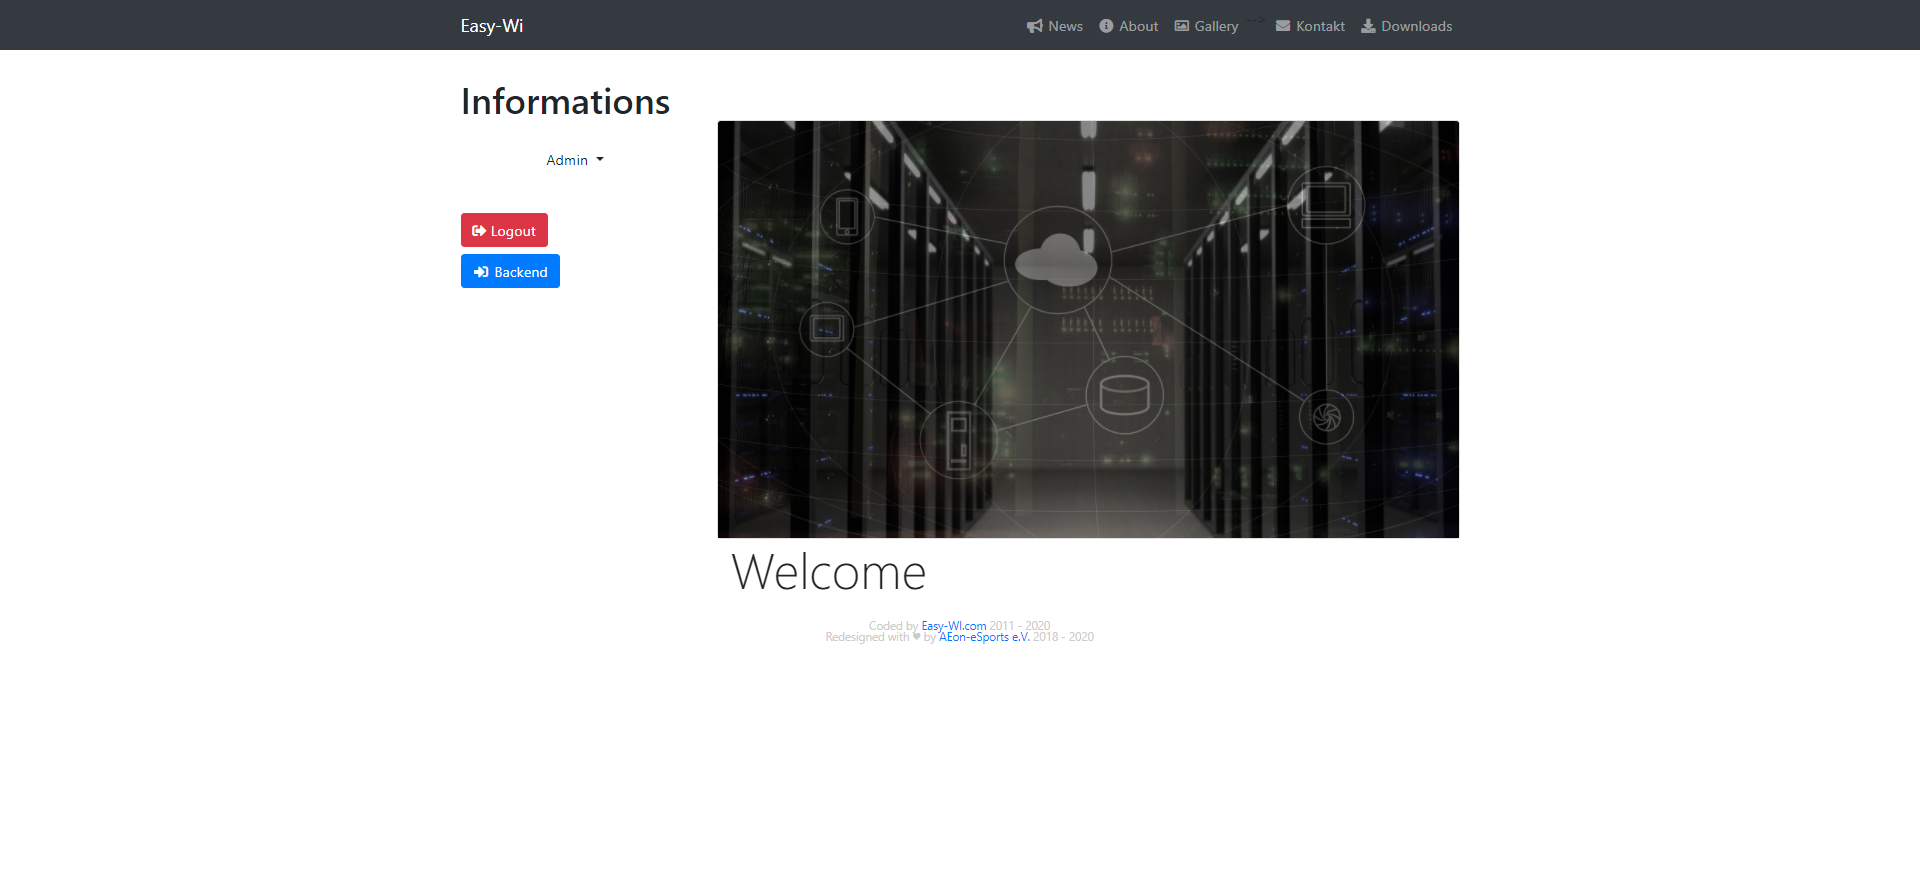 Easy-Wi
News About Gallery --> Kontakt Downloads
Informations
Admin
Logout
Backend
Welcome
Coded by Easy-WI.com 2011 - 2020
Redesigned with ♥ by AEon-eSports e.V. 2018 - 2020